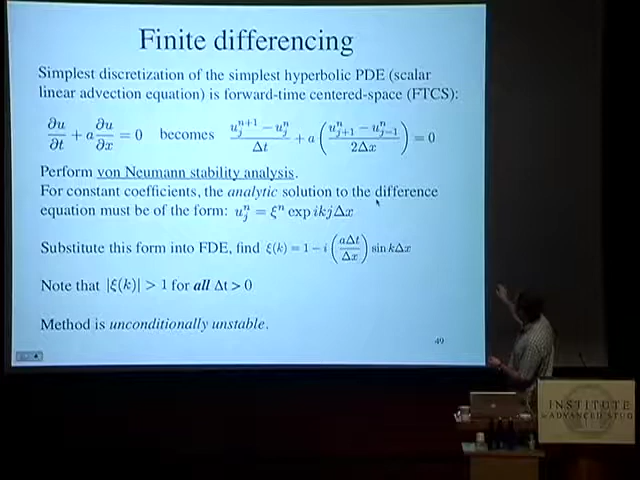 Finite differencing
Simplest discretization of the simplest hyperbolic PDE (scalar
linear advection equation) is forward-time centered-space (FTCS):
∂u/∂t + a ∂u/∂x = 0 becomes (u_j^{n+1} − u_j^n)/Δt + a((u_{j+1}^n − u_{j−1}^n)/2Δx) = 0
Perform von Neumann stability analysis.
For constant coefficients, the analytic solution to the difference
equation must be of the form: u_j^n = ξ^n exp ikjΔx
Substitute this form into FDE, find ξ(k) = 1 − i(aΔt/Δx) sin kΔx
Note that |ξ(k)| > 1 for all Δt > 0
Method is unconditionally unstable.
49
INSTITUTE
ADVANCED STUD